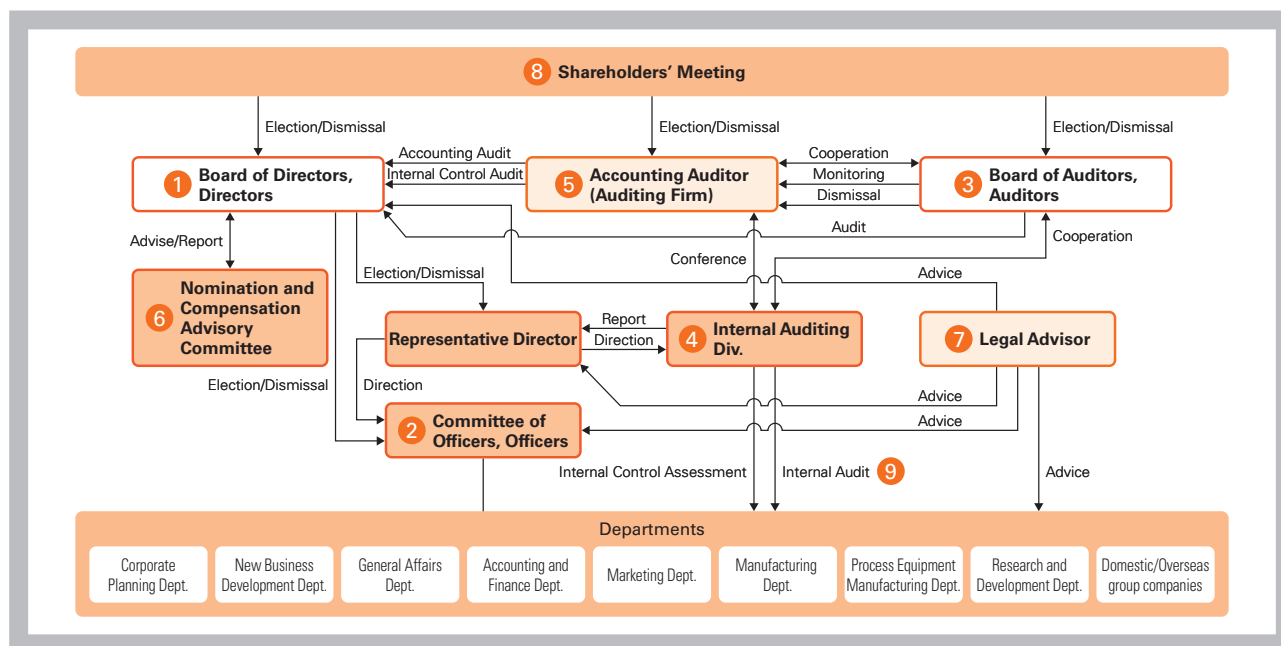 8 Shareholders’ Meeting
Election/Dismissal
Election/Dismissal
Election/Dismissal
1 Board of Directors,
Directors
Accounting Audit
Internal Control Audit
5 Accounting Auditor
(Auditing Firm)
Cooperation
Monitoring
Dismissal
3 Board of Auditors,
Auditors
Audit
Advise/Report
Conference
Cooperation
Election/Dismissal
Advice
6 Nomination and
Compensation
Advisory
Committee
Representative Director
Report
Direction
4 Internal Auditing
Div.
7 Legal Advisor
Election/Dismissal
Direction
Advice
2 Committee of
Officers, Officers
Advice
Internal Control Assessment
Internal Audit 9
Advice
Departments
Corporate
Planning Dept.
New Business
Development Dept.
General Affairs
Dept.
Accounting and
Finance Dept.
Marketing Dept.
Manufacturing
Dept.
Process Equipment
Manufacturing Dept.
Research and
Development Dept.
Domestic/Overseas
group companies